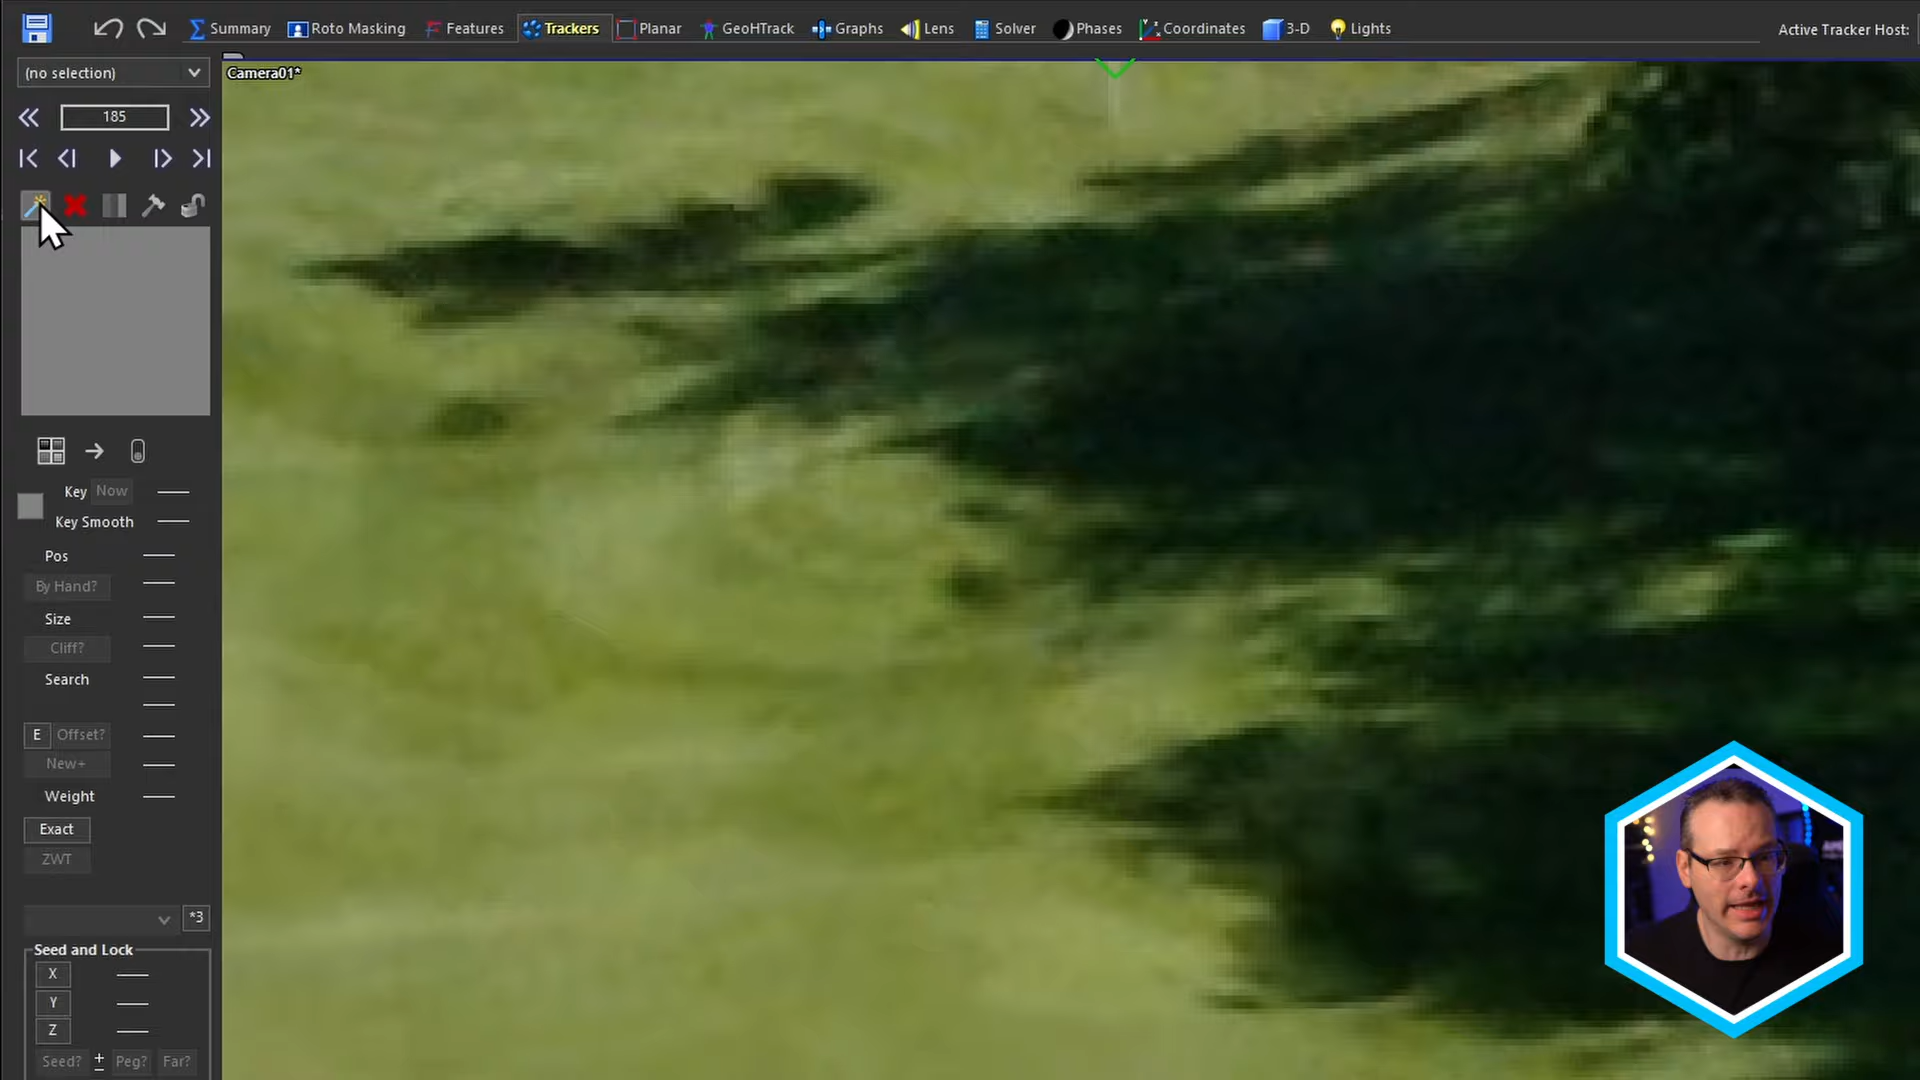 Summary
Roto Masking
Features
Trackers
Planar
GeoHTrack
Graphs
Lens
Solver
Phases
Coordinates
3-D
Lights
Active Tracker Host:
(no selection)
Camera01*
185
Key Now
Key Smooth
Pos
By Hand?
Size
Cliff?
Search
E Offset?
New+
Weight
Exact
ZWT
*3
Seed and Lock
X
Y
Z
Seed? ± Peg? Far?